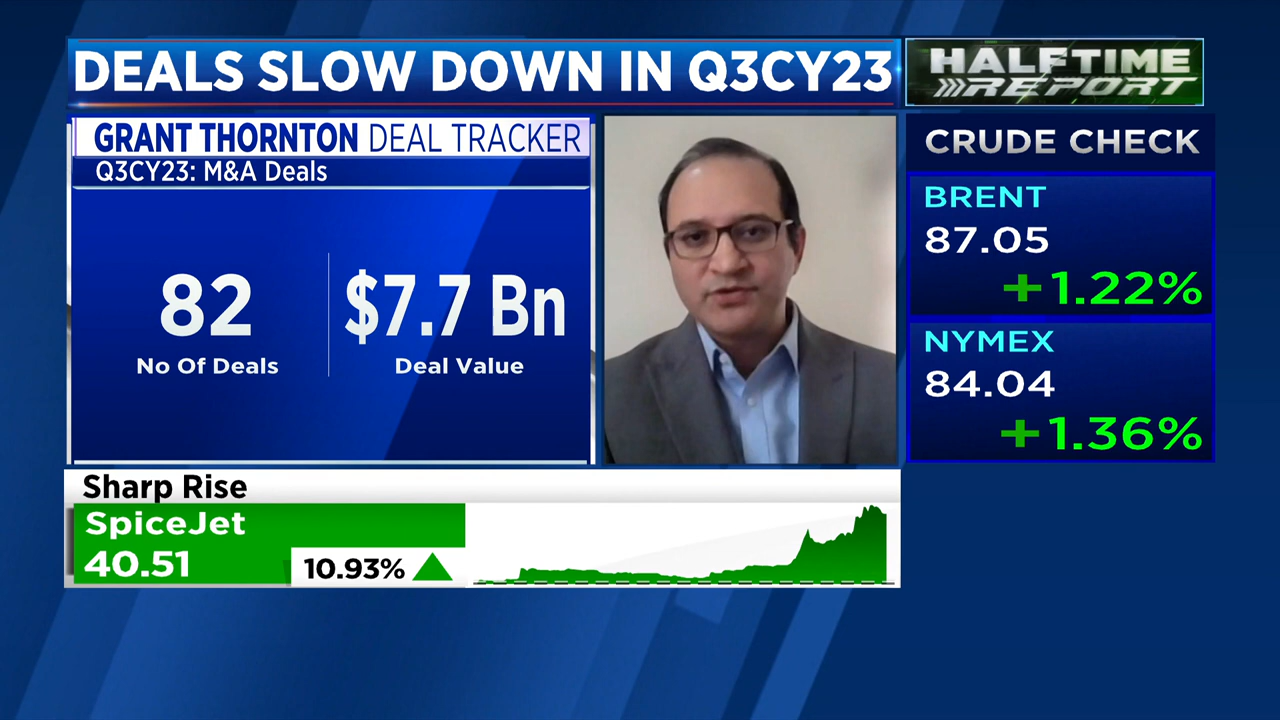 DEALS SLOW DOWN IN Q3CY23
HALFTIME
REPORT
GRANT THORNTON DEAL TRACKER
Q3CY23: M&A Deals
82
No Of Deals
$7.7 Bn
Deal Value
CRUDE CHECK
BRENT
87.05
+1.22%
NYMEX
84.04
+1.36%
Sharp Rise
SpiceJet
40.51
10.93%